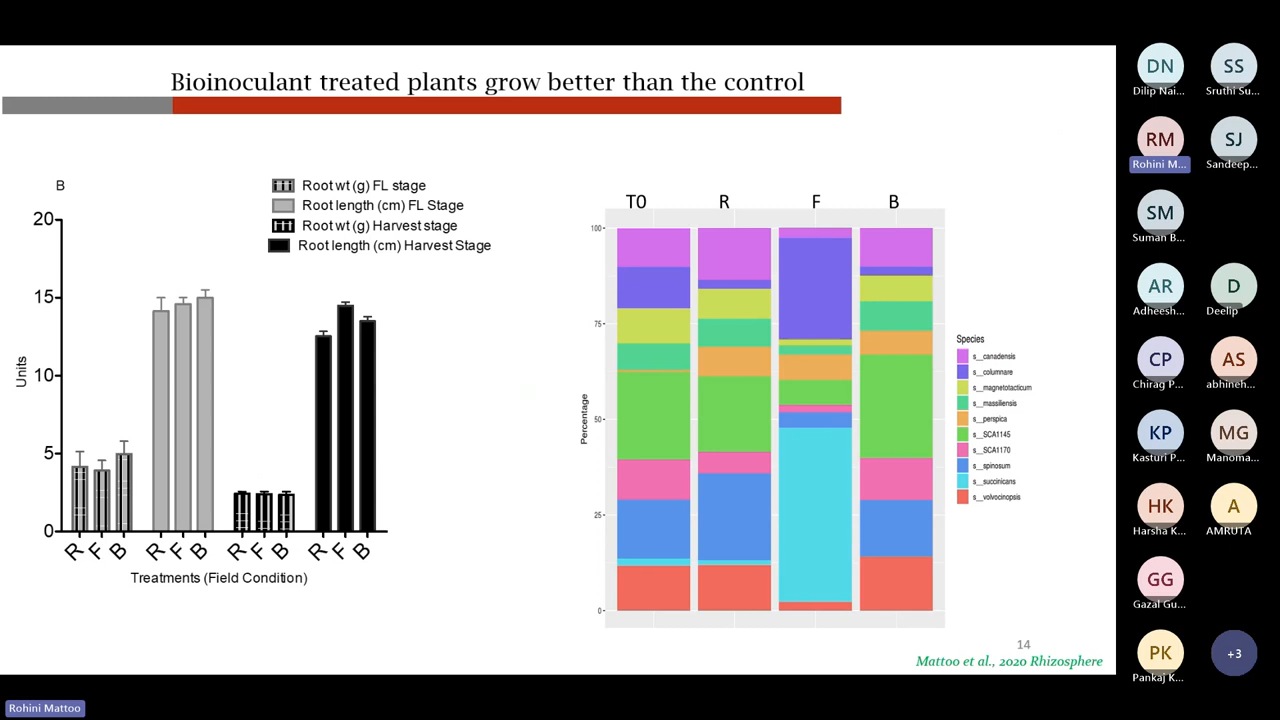 Bioinoculant treated plants grow better than the control
B
Root wt (g) FL stage
Root length (cm) FL Stage
Root wt (g) Harvest stage
Root length (cm) Harvest Stage
Units
20
15
10
5
0
R F B R F B R F B R F B
Treatments (Field Condition)
T0 R F B
Percentage
100
75
50
25
0
Species
s__canadensis
s__columnare
s__magnetotacticum
s__massiliensis
s__perspica
s__SCA1145
s__SCA1170
s__spinosum
s__succinicans
s__volvocinopsis
14
Mattoo et al., 2020 Rhizosphere
DN SS
Dilip Nai... Sruthi Su...
RM SJ
Rohini M... Sandeep...
SM
Suman B...
AR D
Adheesh... Deelip
CP AS
Chirag P... abhineh...
KP MG
Kasturi P... Manoma...
HK A
Harsha K... AMRUTA
GG
Gazal Gu...
PK +3
Pankaj K...
Rohini Mattoo